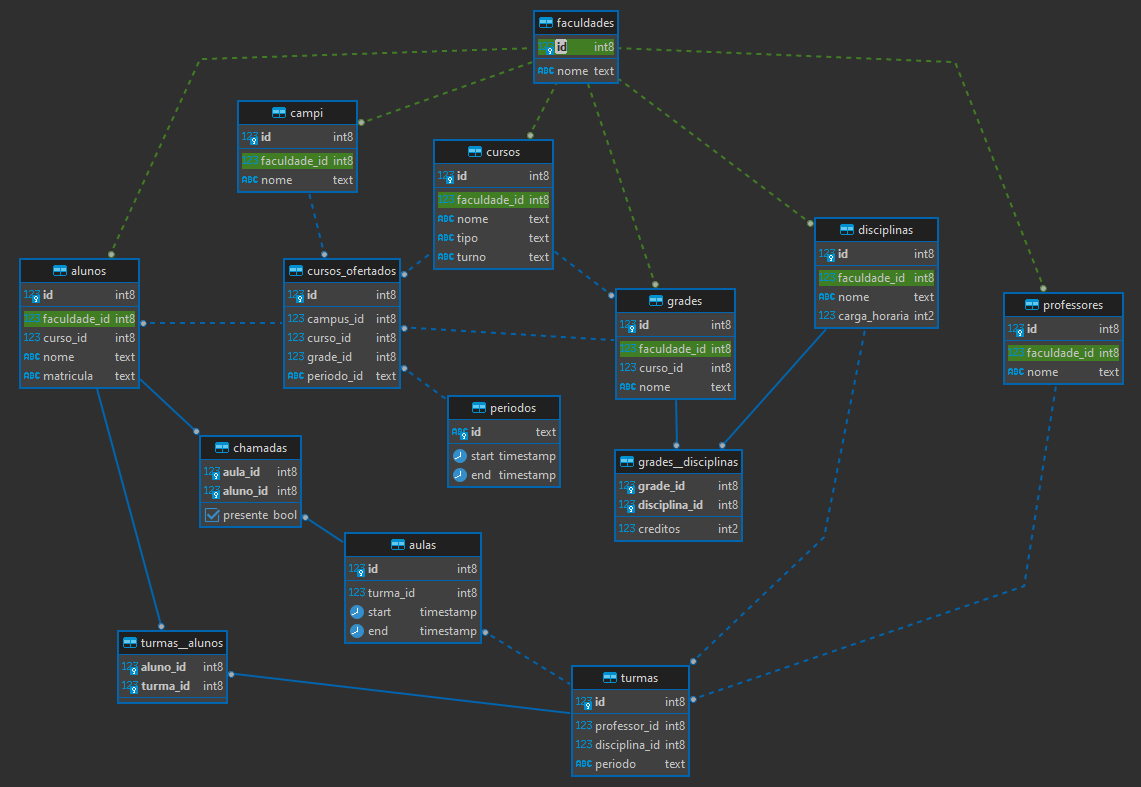 faculdades
123 id int8
ABC nome text
campi
123 id int8
123 faculdade_id int8
ABC nome text
cursos
123 id int8
123 faculdade_id int8
ABC nome text
ABC tipo text
ABC turno text
disciplinas
123 id int8
123 faculdade_id int8
ABC nome text
123 carga_horaria int2
alunos
123 id int8
123 faculdade_id int8
123 curso_id int8
ABC nome text
ABC matricula text
cursos_ofertados
123 id int8
123 campus_id int8
123 curso_id int8
123 grade_id int8
ABC periodo_id text
grades
123 id int8
123 faculdade_id int8
123 curso_id int8
ABC nome text
professores
123 id int8
123 faculdade_id int8
ABC nome text
periodos
ABC id text
start timestamp
end timestamp
chamadas
123 aula_id int8
123 aluno_id int8
presente bool
grades__disciplinas
123 grade_id int8
123 disciplina_id int8
123 creditos int2
aulas
123 id int8
123 turma_id int8
start timestamp
end timestamp
turmas__alunos
123 aluno_id int8
123 turma_id int8
turmas
123 id int8
123 professor_id int8
123 disciplina_id int8
ABC periodo text